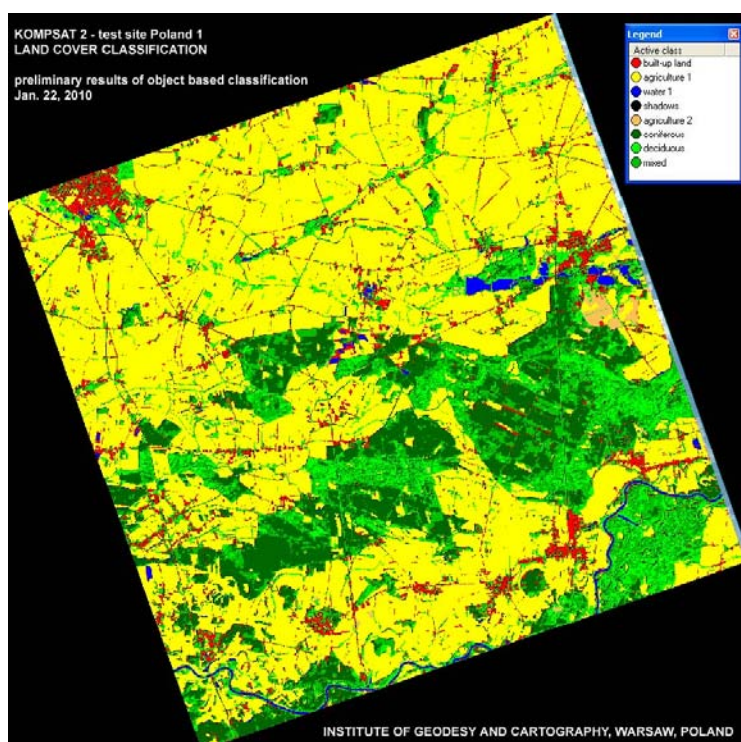 KOMPSAT 2 - test site Poland 1
LAND COVER CLASSIFICATION
preliminary results of object based classification
Jan. 22, 2010
Legend
Active class
built-up land
agriculture 1
water 1
shadows
agriculture 2
coniferous
deciduous
mixed
INSTITUTE OF GEODESY AND CARTOGRAPHY, WARSAW, POLAND